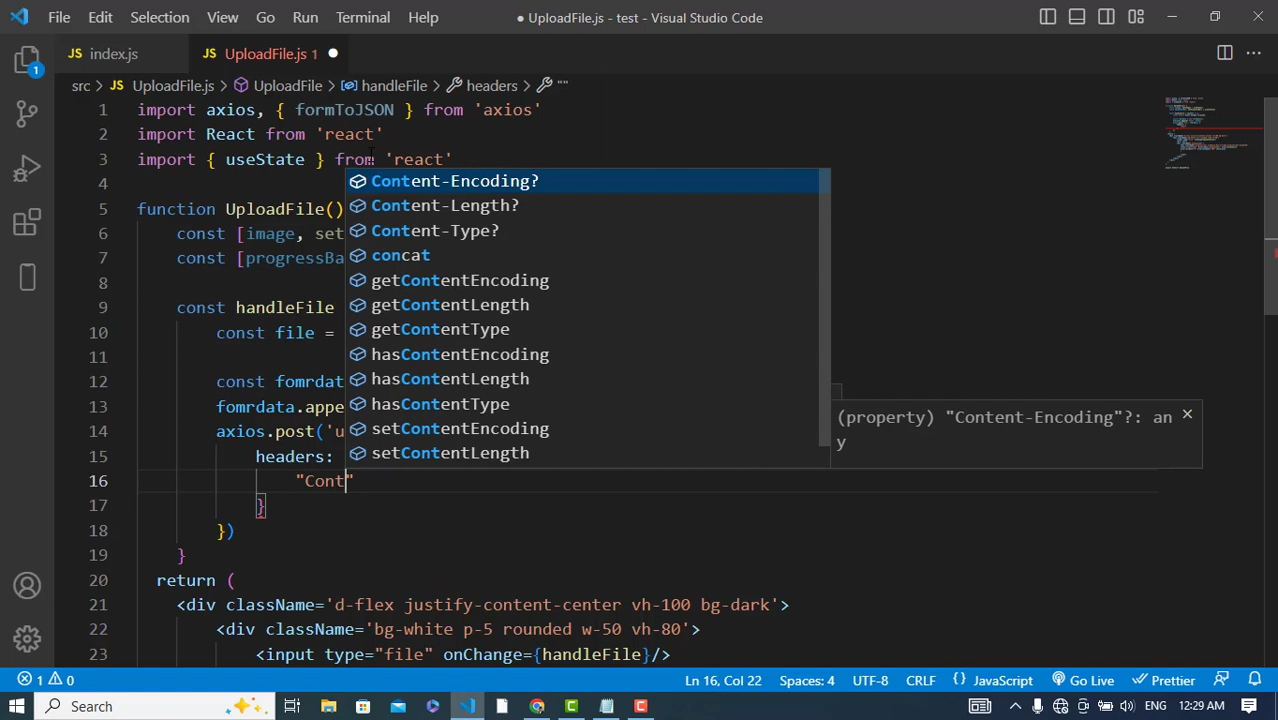 File Edit Selection View Go Run Terminal Help ● UploadFile.js - test - Visual Studio Code
JS index.js JS UploadFile.js 1 ●
src > JS UploadFile.js > UploadFile > handleFile > headers > ""
1
1 import axios, { formToJSON } from 'axios'
2 import React from 'react'
3 import { useState } from 'react'
4
5 function UploadFile()
6 const [image, set
7 const [progressBa
8
9 const handleFile
10 const file =
11
12 const fomrdat
13 fomrdata.appe
14 axios.post('u
15 headers:
16 "Cont"
17 }
18 })
19 }
20 return (
21 <div className='d-flex justify-content-center vh-100 bg-dark'>
22 <div className='bg-white p-5 rounded w-50 vh-80'>
23 <input type="file" onChange={handleFile}/>
Content-Encoding?
Content-Length?
Content-Type?
concat
getContentEncoding
getContentLength
getContentType
hasContentEncoding
hasContentLength
hasContentType
setContentEncoding
setContentLength
(property) "Content-Encoding"?: an
y
1 0 Ln 16, Col 22 Spaces: 4 UTF-8 CRLF {} JavaScript Go Live Prettier
Search ENG 12:29 AM